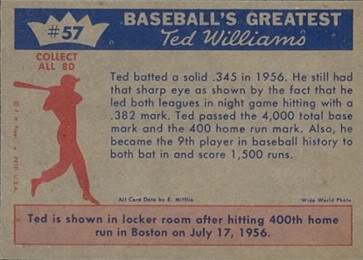 #57
BASEBALL'S GREATEST
Ted Williams
COLLECT
ALL 80
Ted batted a solid .345 in 1956. He still had
that sharp eye as shown by the fact that he
led both leagues in night game hitting with a
.382 mark. Ted passed the 4,000 total base
mark and the 400 home run mark. Also, he
became the 9th player in baseball history to
both bat in and score 1,500 runs.
All Card Data by E. Mifflin
Wide World Photo
Ted is shown in locker room after hitting 400th home
run in Boston on July 17, 1956.